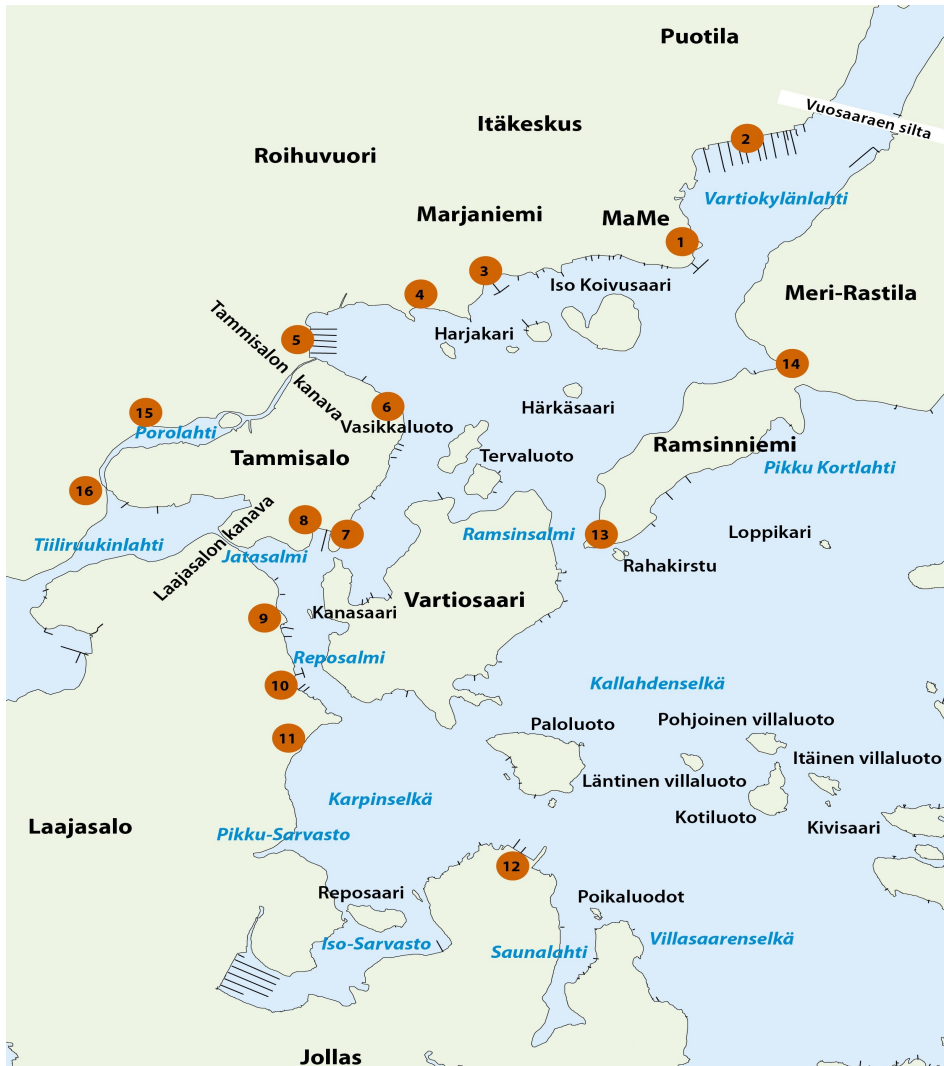 Puotila
Vuosaaraen silta
Itäkeskus
2
Roihuvuori
Vartiokylänlahti
Marjaniemi
MaMe
1
3
Iso Koivusaari
Meri-Rastila
4
Tammisalon kanava
Harjakari
5
14
6
Härkäsaari
15
Vasikkaluoto
Porolahti
Ramsinniemi
Tammisalo
Tervaluoto
Pikku Kortlahti
16
8
7
Ramsinsalmi
13
Loppikari
Tiiliruukinlahti
Laajasalon kanava
Jatasalmi
Rahakirstu
Vartiosaari
9
Kanasaari
Reposalmi
10
Kallahdenselkä
Paloluoto
Pohjoinen villaluoto
11
Itäinen villaluoto
Läntinen villaluoto
Karpinselkä
Kotiluoto
Laajasalo
Kivisaari
Pikku-Sarvasto
12
Reposaari
Poikaluodot
Iso-Sarvasto
Villasaarenselkä
Saunalahti
Jollas